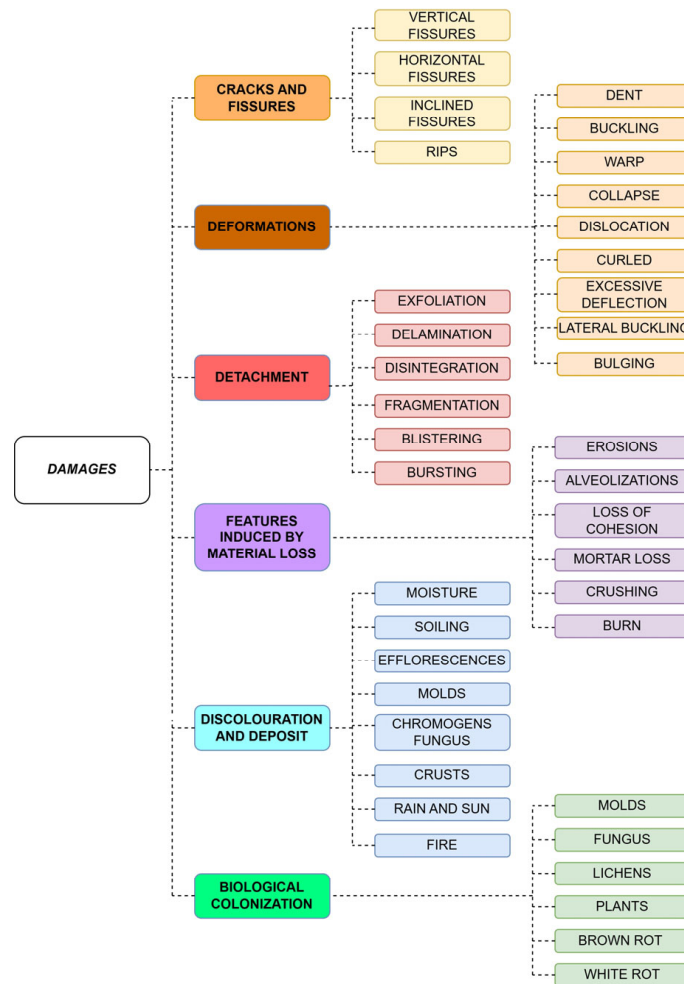 DAMAGES
CRACKS AND
FISSURES
VERTICAL
FISSURES
HORIZONTAL
FISSURES
INCLINED
FISSURES
RIPS
DEFORMATIONS
DENT
BUCKLING
WARP
COLLAPSE
DISLOCATION
CURLED
EXCESSIVE
DEFLECTION
LATERAL BUCKLING
BULGING
DETACHMENT
EXFOLIATION
DELAMINATION
DISINTEGRATION
FRAGMENTATION
BLISTERING
BURSTING
FEATURES
INDUCED BY
MATERIAL LOSS
EROSIONS
ALVEOLIZATIONS
LOSS OF
COHESION
MORTAR LOSS
CRUSHING
BURN
DISCOLOURATION
AND DEPOSIT
MOISTURE
SOILING
EFFLORESCENCES
MOLDS
CHROMOGENS
FUNGUS
CRUSTS
RAIN AND SUN
FIRE
BIOLOGICAL
COLONIZATION
MOLDS
FUNGUS
LICHENS
PLANTS
BROWN ROT
WHITE ROT